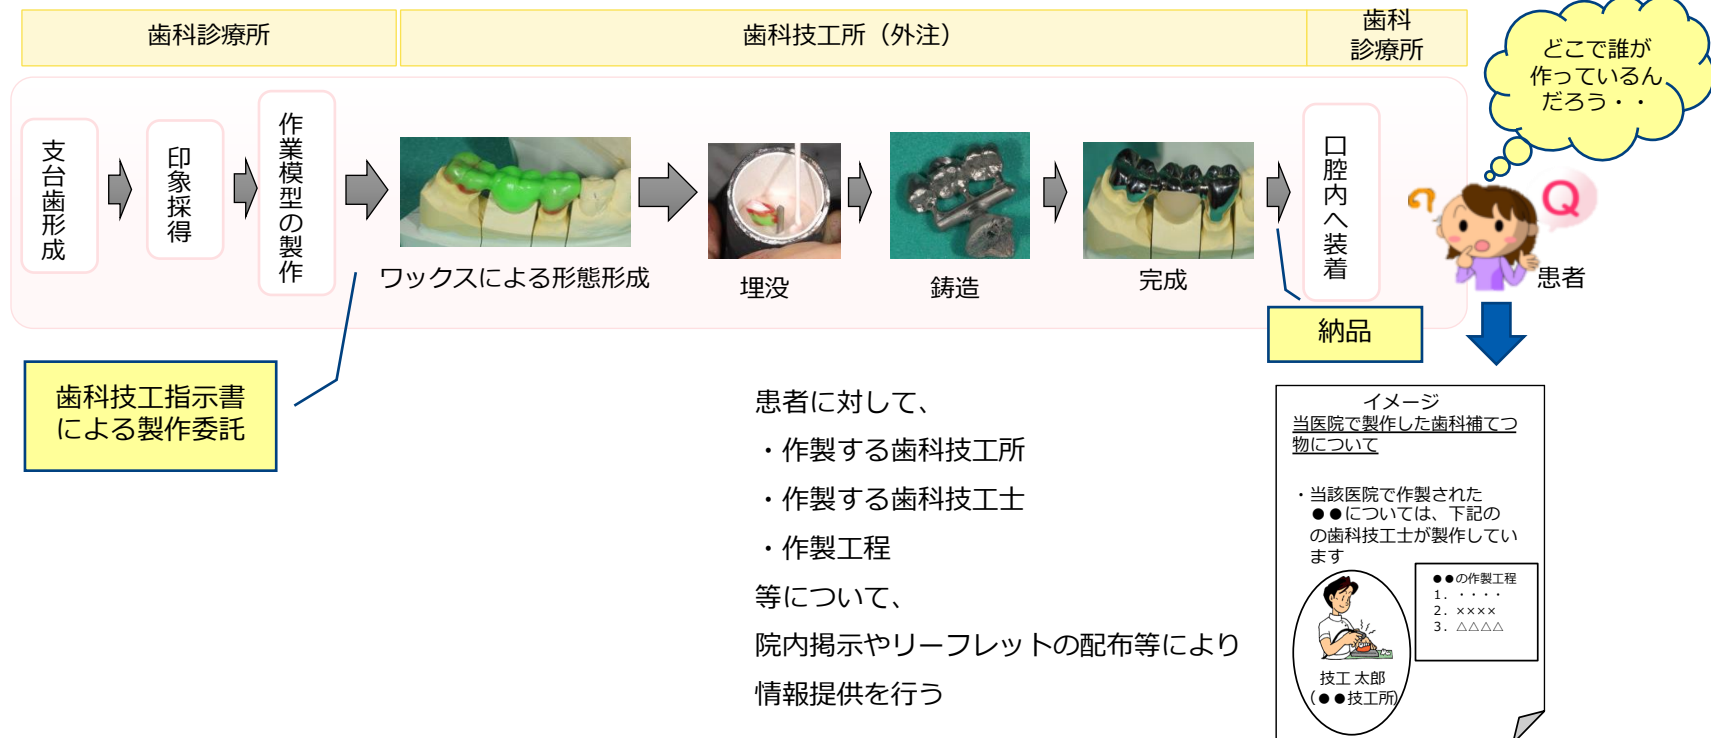 歯科診療所
歯科技工所（外注）
歯科
診療所
どこで誰が
作っているん
だろう・・
支台歯形成
印象採得
作業模型の製作
口腔内へ装着
Q
患者
ワックスによる形態形成
埋没
鋳造
完成
納品
歯科技工指示書
による製作委託
患者に対して、
・作製する歯科技工所
・作製する歯科技工士
・作製工程
等について、
院内掲示やリーフレットの配布等により
情報提供を行う
イメージ
当医院で製作した歯科補てつ
物について
・当該医院で作製された
●●については、下記の
の歯科技工士が製作してい
ます
●●の作製工程
1．・・・・
2．××××
3．△△△△
技工 太郎
（●●技工所）